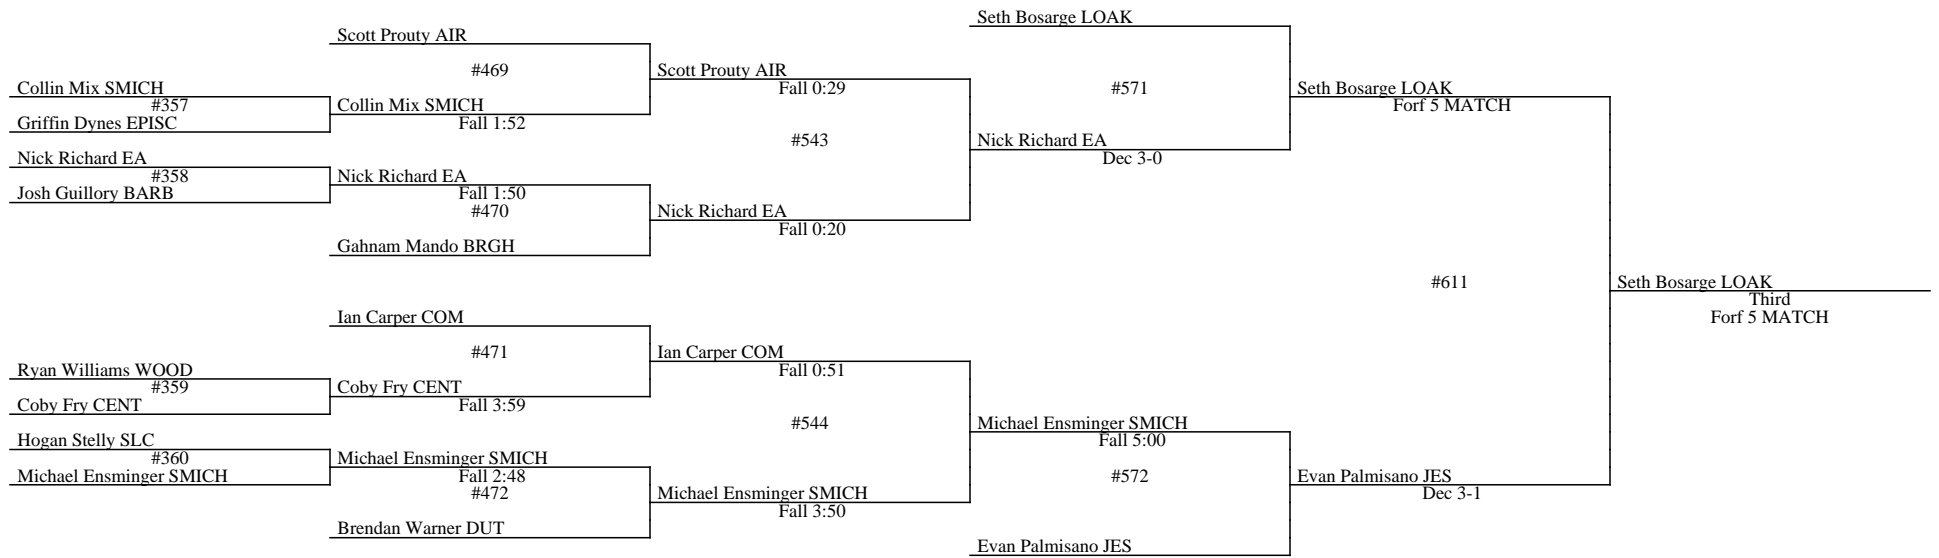 Seth Bosarge LOAK
Scott Prouty AIR
#469
Scott Prouty AIR
Fall 0:29
Collin Mix SMICH
#357
Griffin Dynes EPISC
Collin Mix SMICH
Fall 1:52
#571
Seth Bosarge LOAK
Forf 5 MATCH
#543
Nick Richard EA
Dec 3-0
Nick Richard EA
#358
Josh Guillory BARB
Nick Richard EA
Fall 1:50
#470
Nick Richard EA
Fall 0:20
Gahnam Mando BRGH
#611
Seth Bosarge LOAK
Third
Forf 5 MATCH
Ian Carper COM
#471
Ian Carper COM
Fall 0:51
Ryan Williams WOOD
#359
Coby Fry CENT
Coby Fry CENT
Fall 3:59
#544
Michael Ensminger SMICH
Fall 5:00
Hogan Stelly SLC
#360
Michael Ensminger SMICH
Michael Ensminger SMICH
Fall 2:48
#472
Michael Ensminger SMICH
Fall 3:50
#572
Evan Palmisano JES
Dec 3-1
Brendan Warner DUT
Evan Palmisano JES